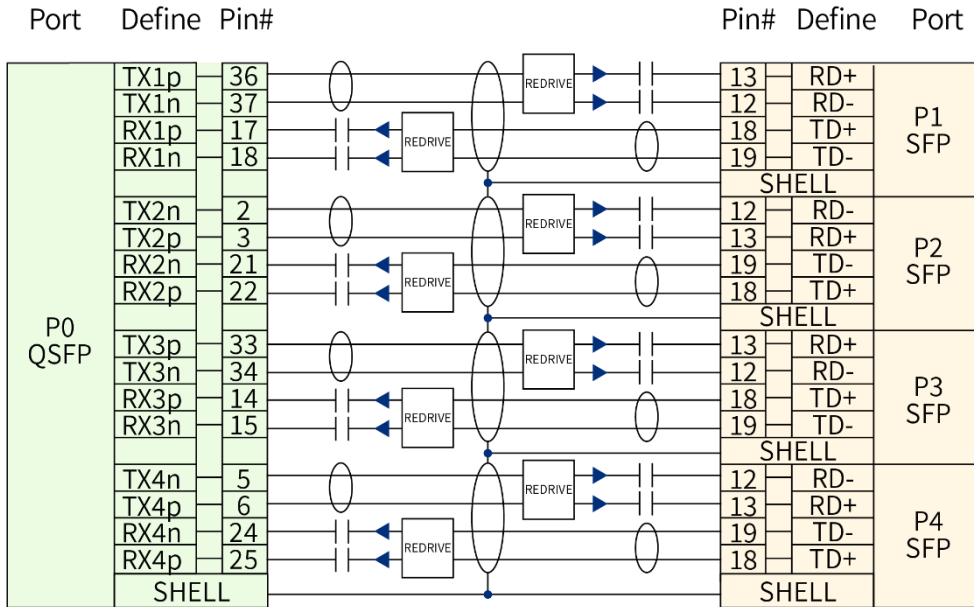 Port Define Pin# Pin# Define Port
TX1p 36 REDRIVE 13 RD+
TX1n 37 12 RD-
RX1p 17 REDRIVE 18 TD+
RX1n 18 19 TD-
P1
SFP
SHELL
TX2n 2 REDRIVE 12 RD-
TX2p 3 13 RD+
RX2n 21 REDRIVE 19 TD-
RX2p 22 18 TD+
P2
SFP
SHELL
P0
QSFP
TX3p 33 REDRIVE 13 RD+
TX3n 34 12 RD-
RX3p 14 REDRIVE 18 TD+
RX3n 15 19 TD-
P3
SFP
SHELL
TX4n 5 REDRIVE 12 RD-
TX4p 6 13 RD+
RX4n 24 REDRIVE 19 TD-
RX4p 25 18 TD+
P4
SFP
SHELL SHELL